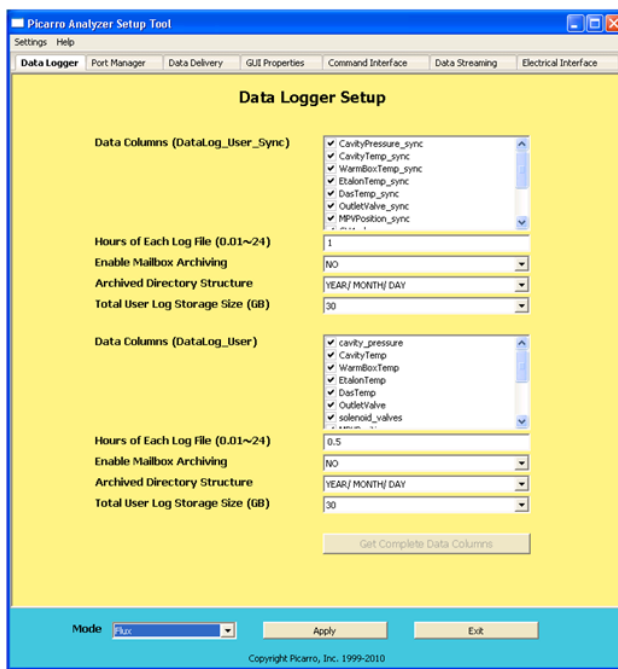 Picarro Analyzer Setup Tool
Settings Help
Data Logger Port Manager Data Delivery GUI Properties Command Interface Data Streaming Electrical Interface
Data Logger Setup
Data Columns (DataLog_User_Sync)
CavityPressure_sync
CavityTemp_sync
WarmBoxTemp_sync
EtalonTemp_sync
DasTemp_sync
OutletValve_sync
MPVPosition_sync
Hours of Each Log File (0.01~24) 1
Enable Mailbox Archiving NO
Archived Directory Structure YEAR/ MONTH/ DAY
Total User Log Storage Size (GB) 30
Data Columns (DataLog_User)
cavity_pressure
CavityTemp
WarmBoxTemp
EtalonTemp
DasTemp
OutletValve
solenoid_valves
Hours of Each Log File (0.01~24) 0.5
Enable Mailbox Archiving NO
Archived Directory Structure YEAR/ MONTH/ DAY
Total User Log Storage Size (GB) 30
Get Complete Data Columns
Mode Flux Apply Exit
Copyright Picarro, Inc. 1999-2010